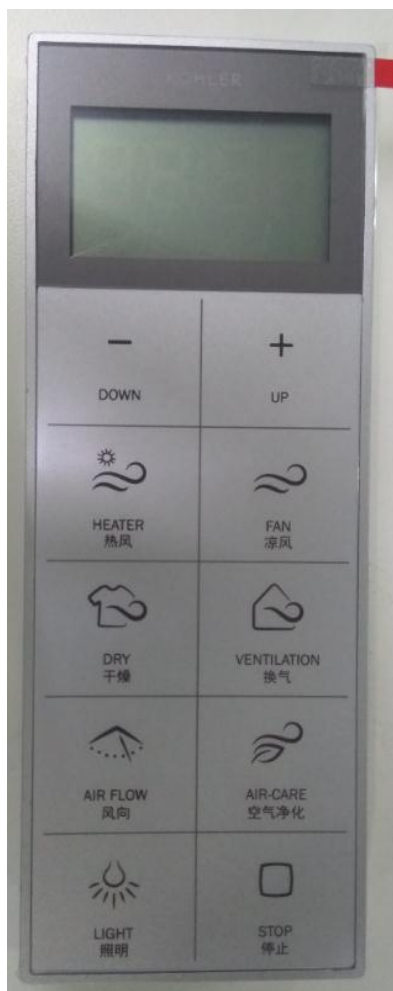 KOHLER
− +
DOWN UP
HEATER FAN
热风 凉风
DRY VENTILATION
干燥 换气
AIR FLOW AIR-CARE
风向 空气净化
LIGHT STOP
照明 停止